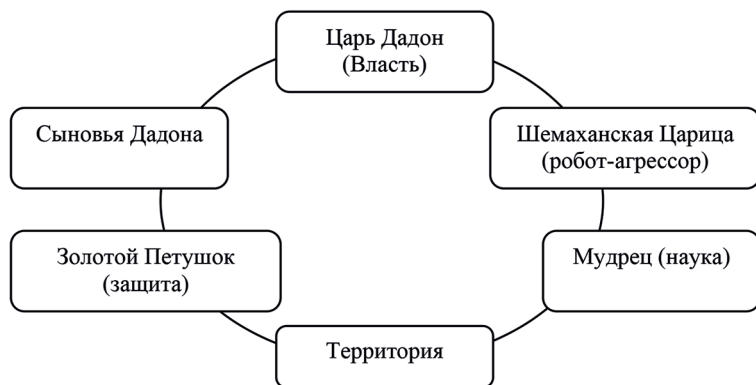 Царь Дадон
(Власть)
Сыновья Дадона
Шемаханская Царица
(робот-агрессор)
Золотой Петушок
(защита)
Мудрец (наука)
Территория